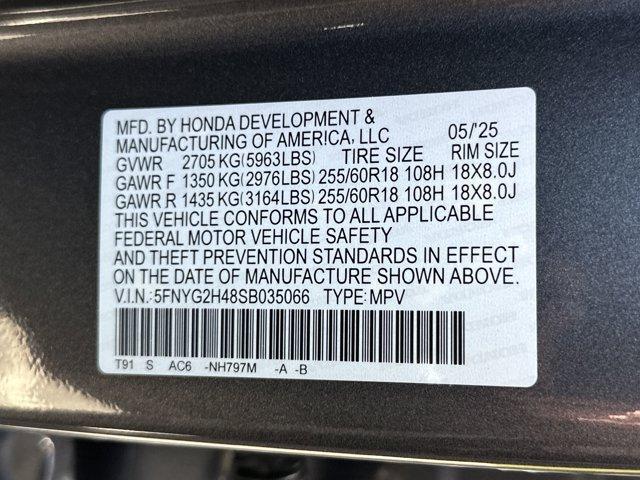 MFD. BY HONDA DEVELOPMENT &
MANUFACTURING OF AMERICA, LLC 05/'25
GVWR 2705 KG(5963LBS) TIRE SIZE RIM SIZE
GAWR F 1350 KG(2976LBS) 255/60R18 108H 18X8.0J
GAWR R 1435 KG(3164LBS) 255/60R18 108H 18X8.0J
THIS VEHICLE CONFORMS TO ALL APPLICABLE
FEDERAL MOTOR VEHICLE SAFETY
AND THEFT PREVENTION STANDARDS IN EFFECT
ON THE DATE OF MANUFACTURE SHOWN ABOVE.
V.I.N.:5FNYG2H48SB035066 TYPE:MPV
T91 S AC6 -NH797M -A -B